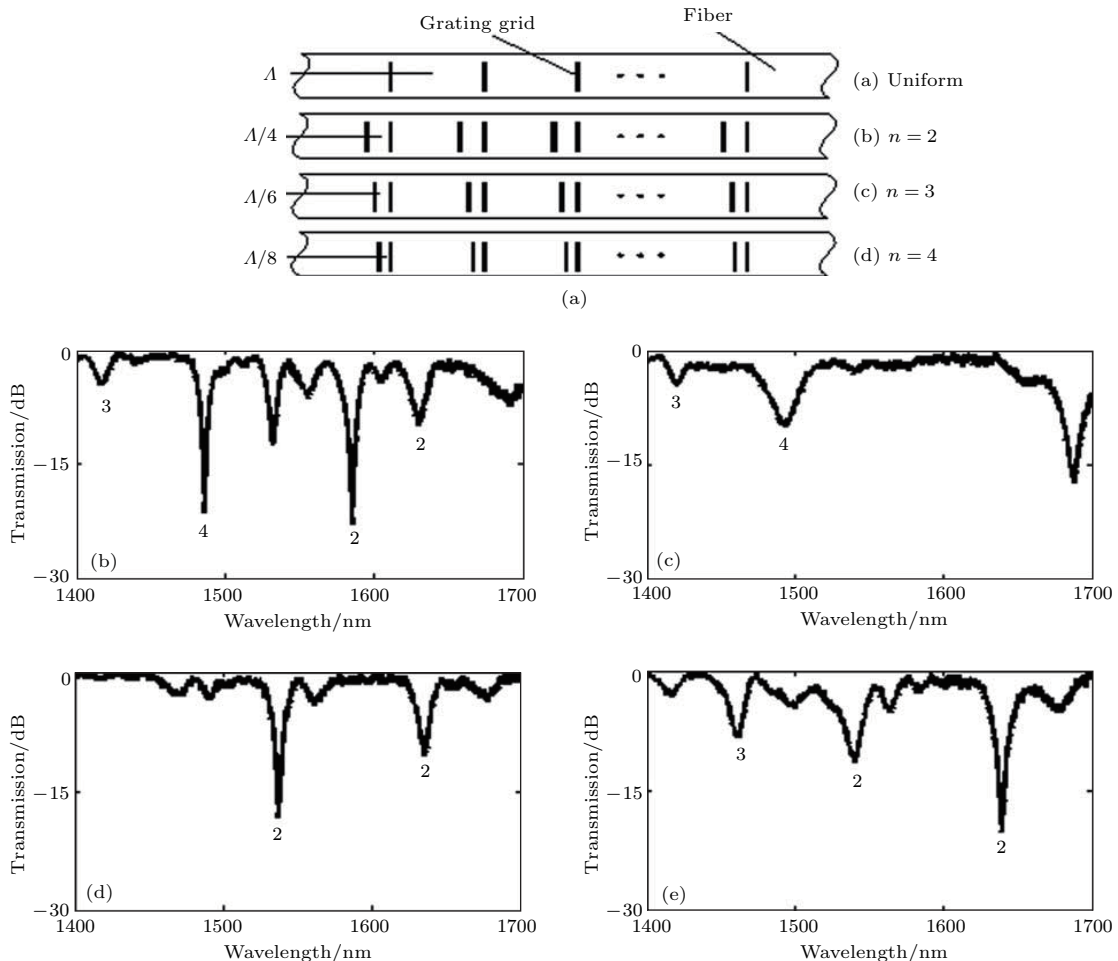 Grating grid
Fiber
Λ
(a) Uniform
Λ/4
(b) n = 2
Λ/6
(c) n = 3
Λ/8
(d) n = 4
(a)
0
−15
−30
Transmission/dB
3
4
2
2
(b)
1400 1500 1600 1700
Wavelength/nm
0
−15
−30
Transmission/dB
3
4
(c)
1400 1500 1600 1700
Wavelength/nm
0
−15
−30
Transmission/dB
2
2
(d)
1400 1500 1600 1700
Wavelength/nm
0
−15
−30
Transmission/dB
3
2
2
(e)
1400 1500 1600 1700
Wavelength/nm